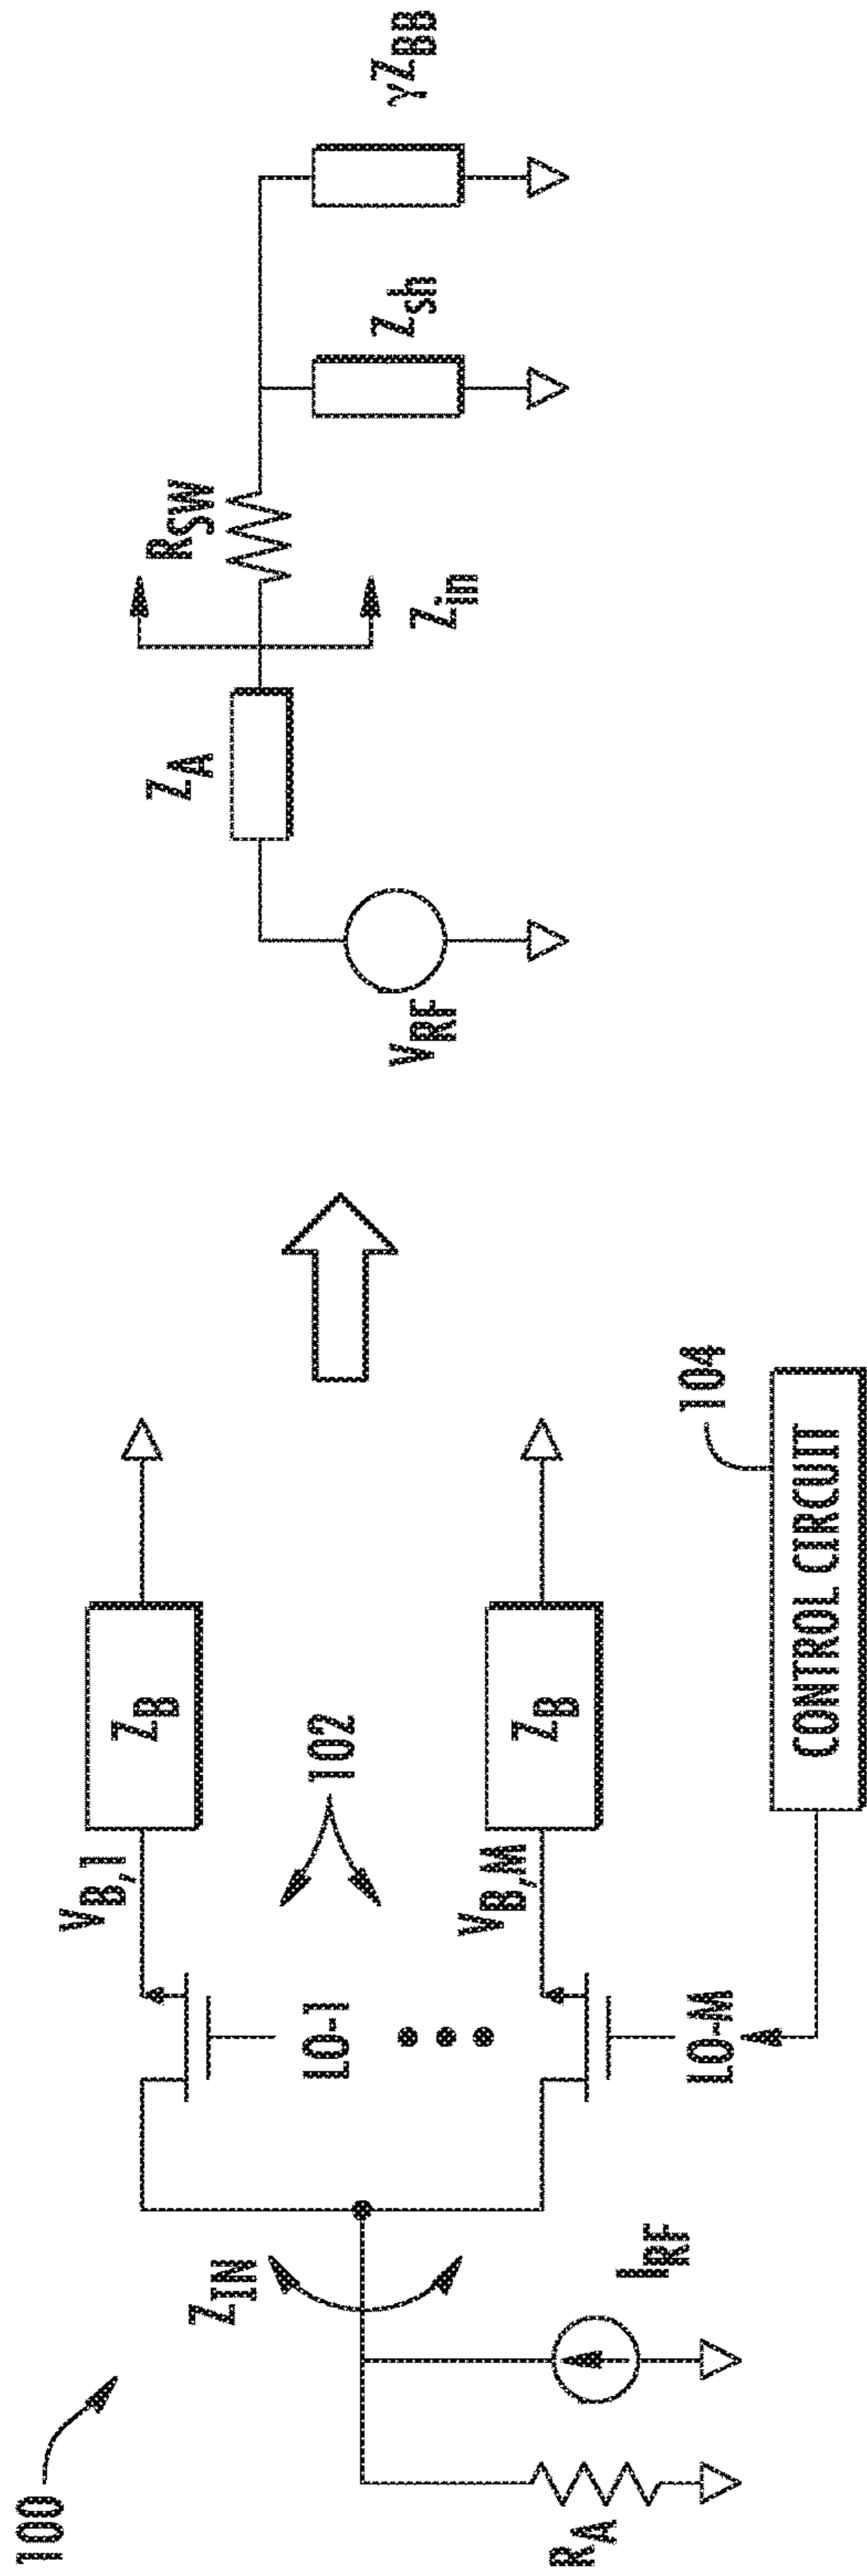 100
Z_IN
R_A
I_RF
V_B,1
Z_B
LO-1
102
V_B,M
Z_B
LO-M
CONTROL CIRCUIT
104
V_RF
Z_A
R_SW
Z_in
Z_sh
γZ_BB